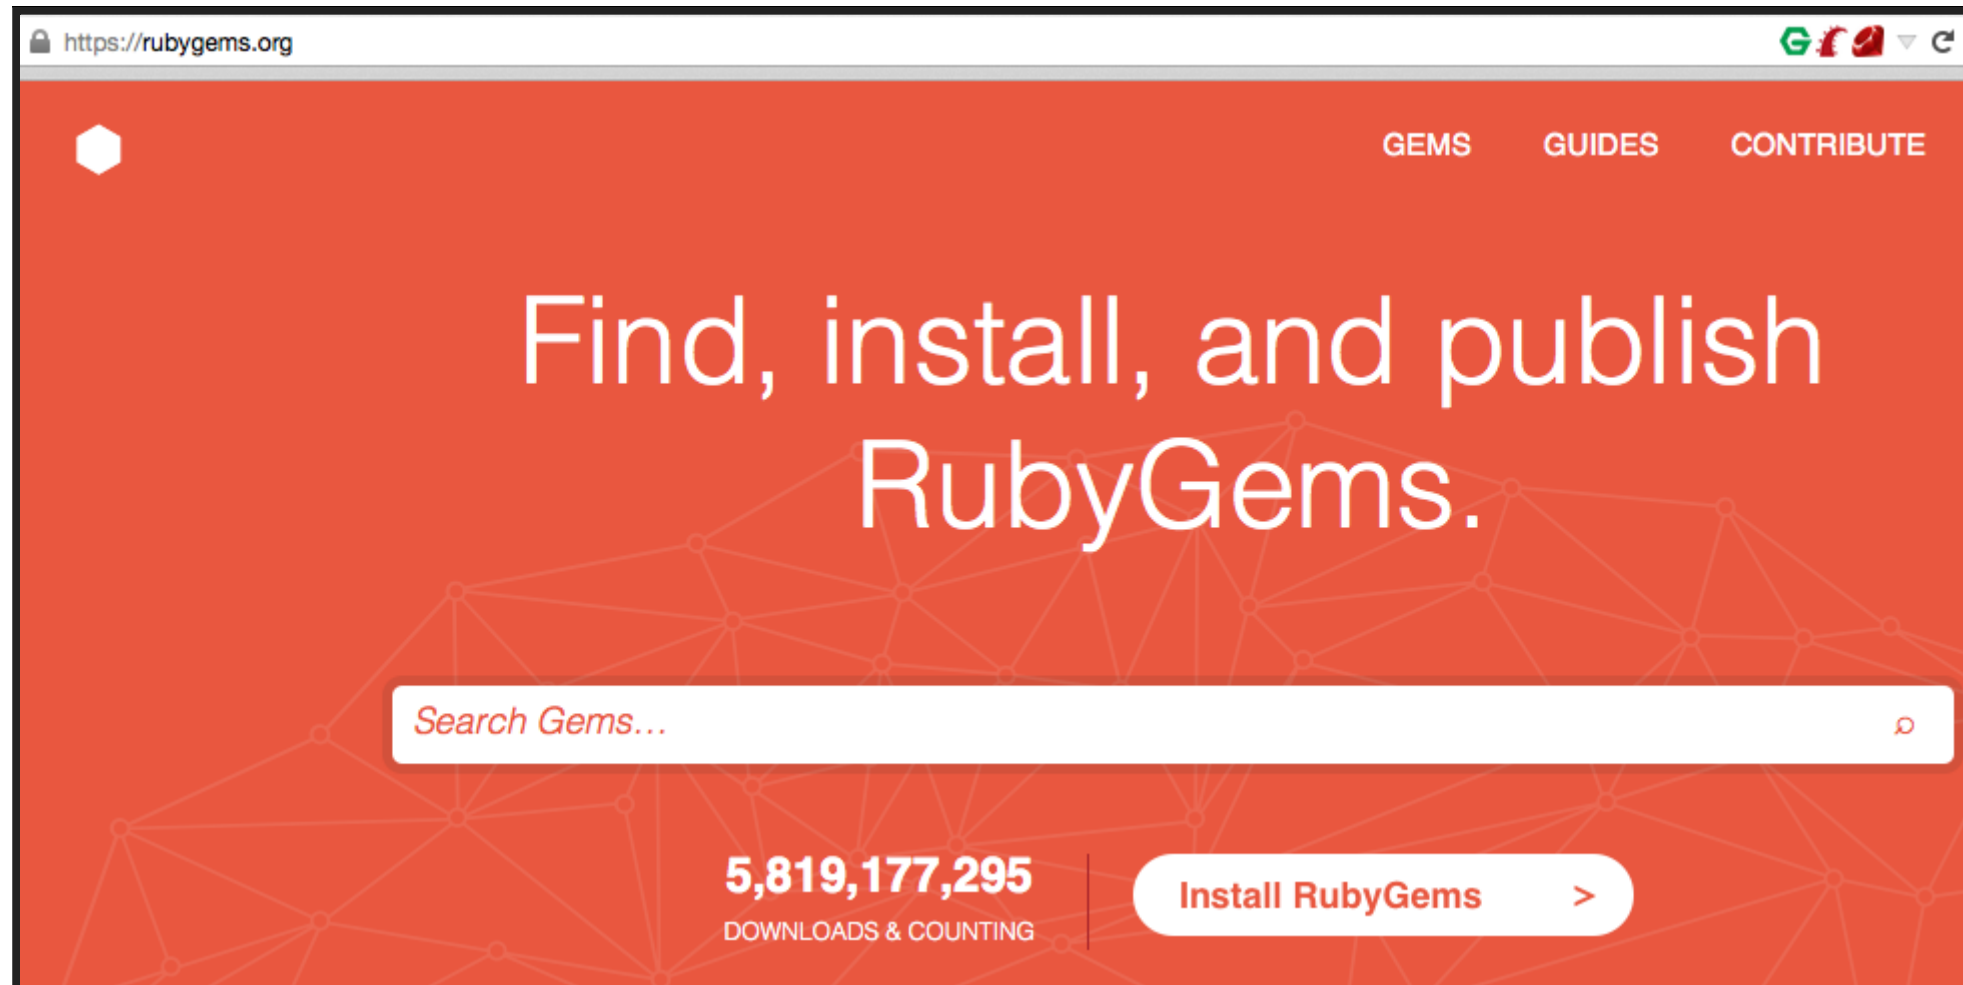 https://rubygems.org
GEMS GUIDES CONTRIBUTE
Find, install, and publish
RubyGems.
Search Gems...
5,819,177,295
DOWNLOADS & COUNTING
Install RubyGems >